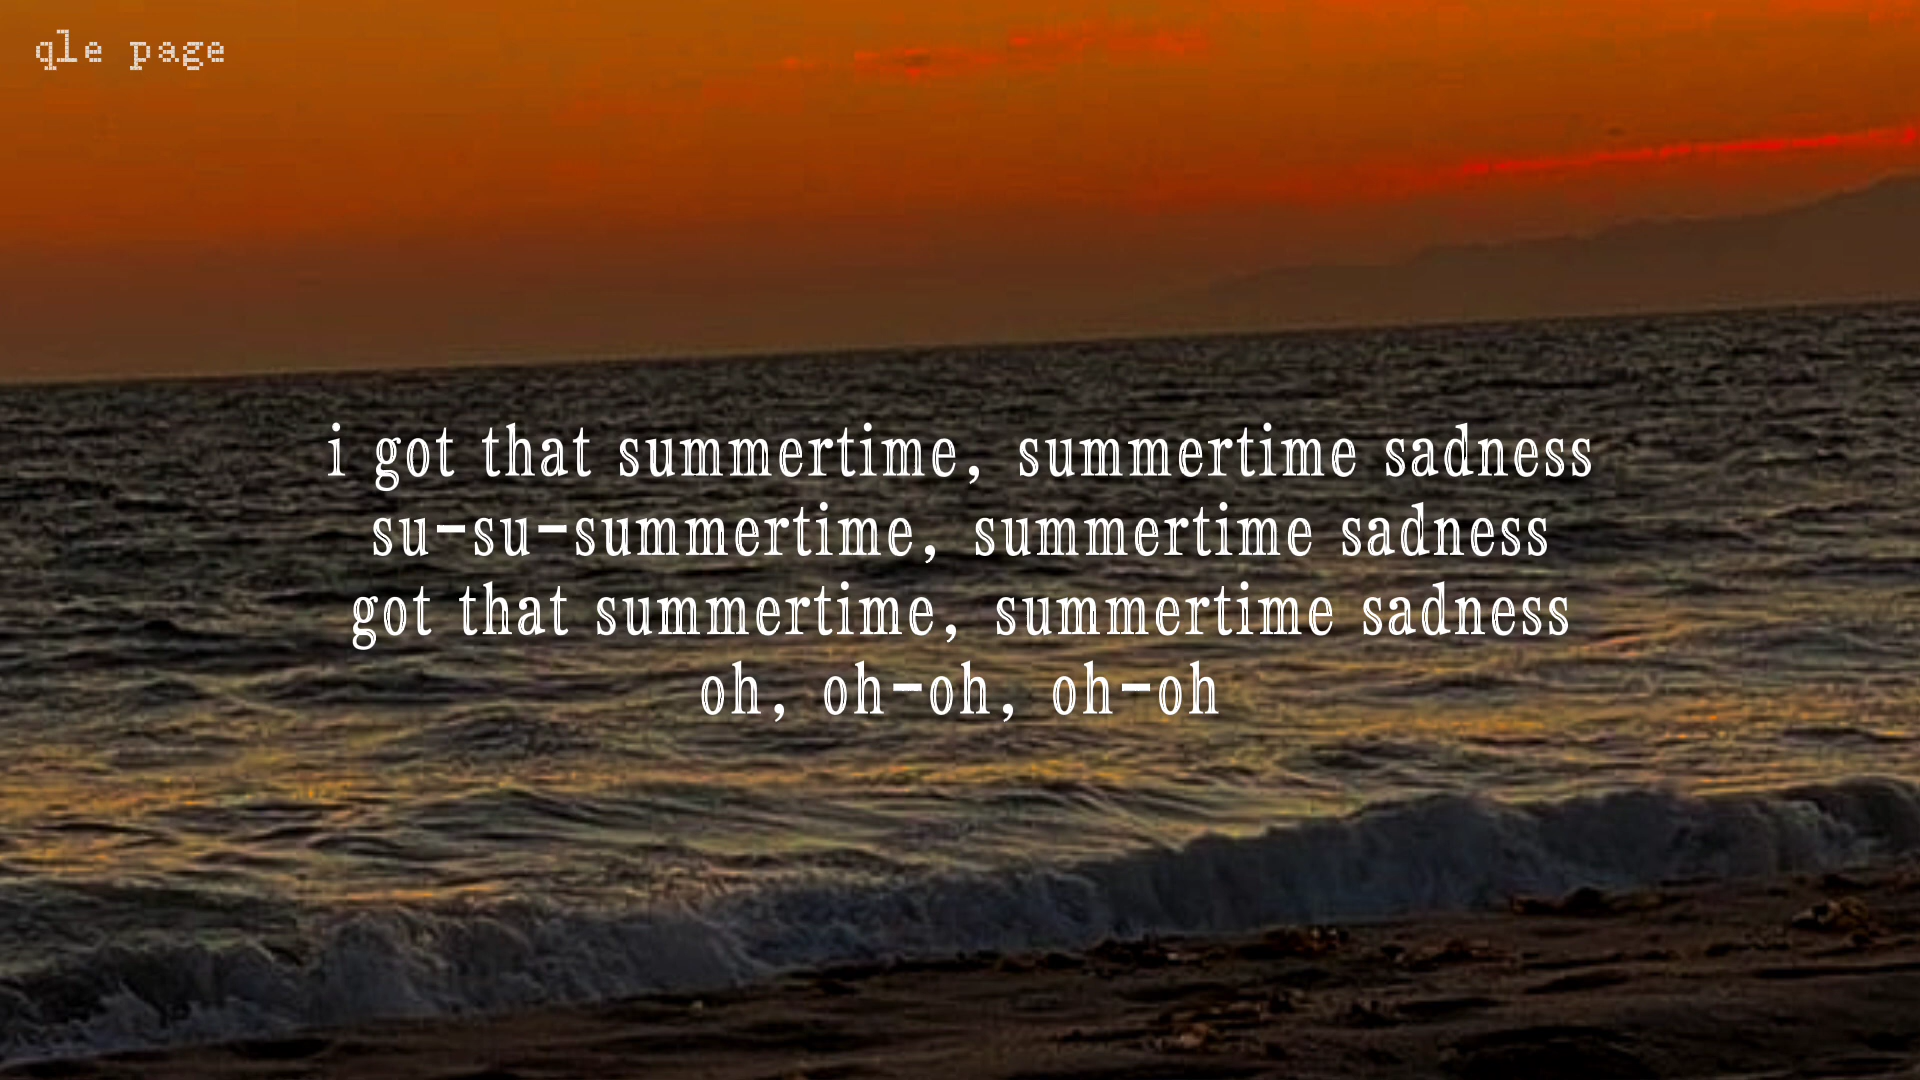 qle page
i got that summertime, summertime sadness
su-su-summertime, summertime sadness
got that summertime, summertime sadness
oh, oh-oh, oh-oh